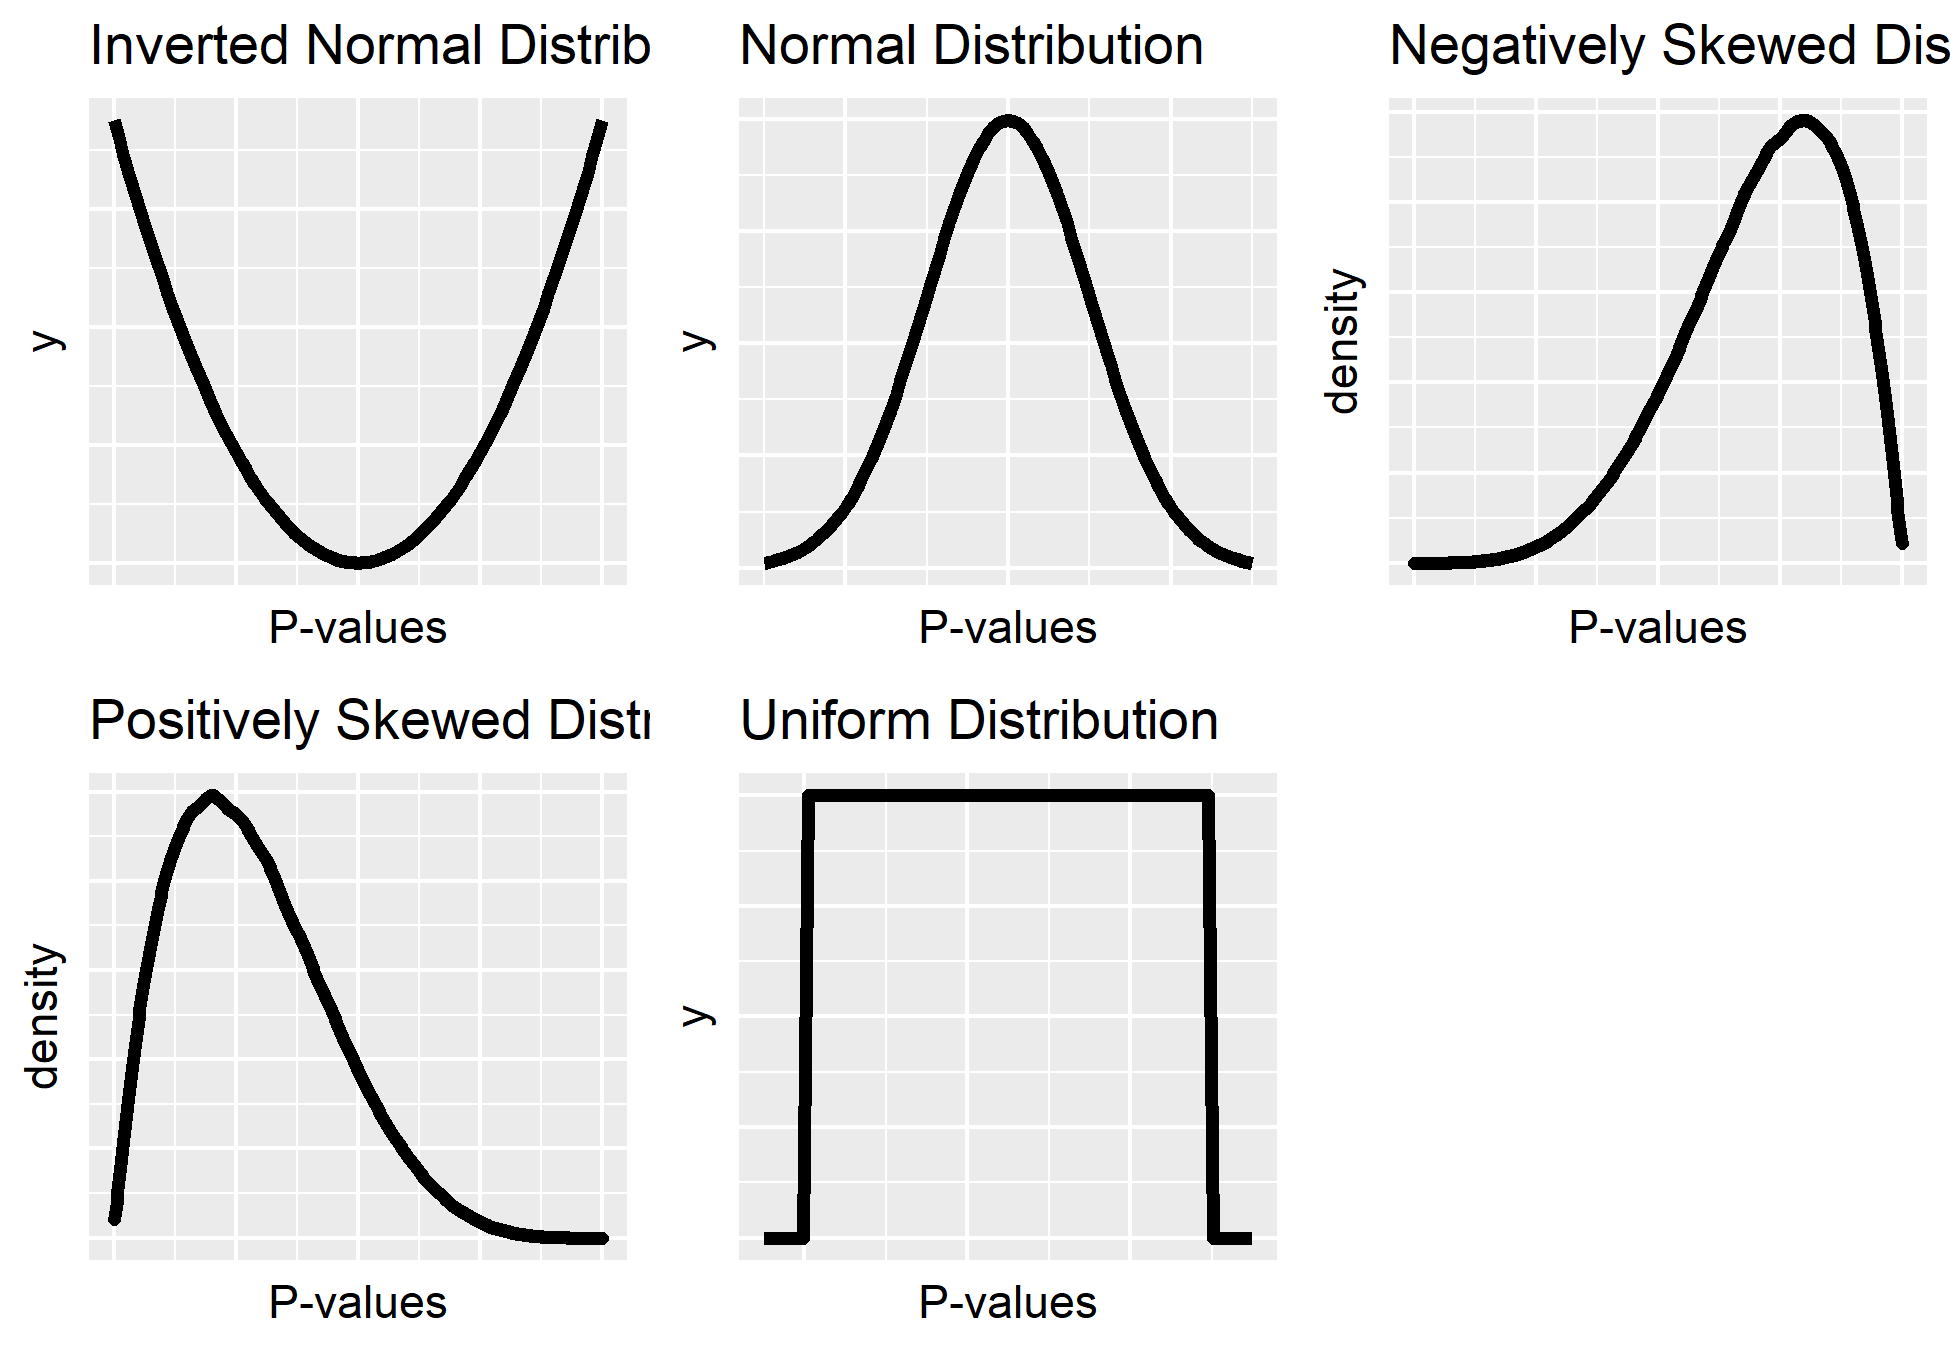 Inverted Normal Distrib
y
P-values
Normal Distribution
y
P-values
Negatively Skewed Dis
density
P-values
Positively Skewed Distr
density
P-values
Uniform Distribution
y
P-values